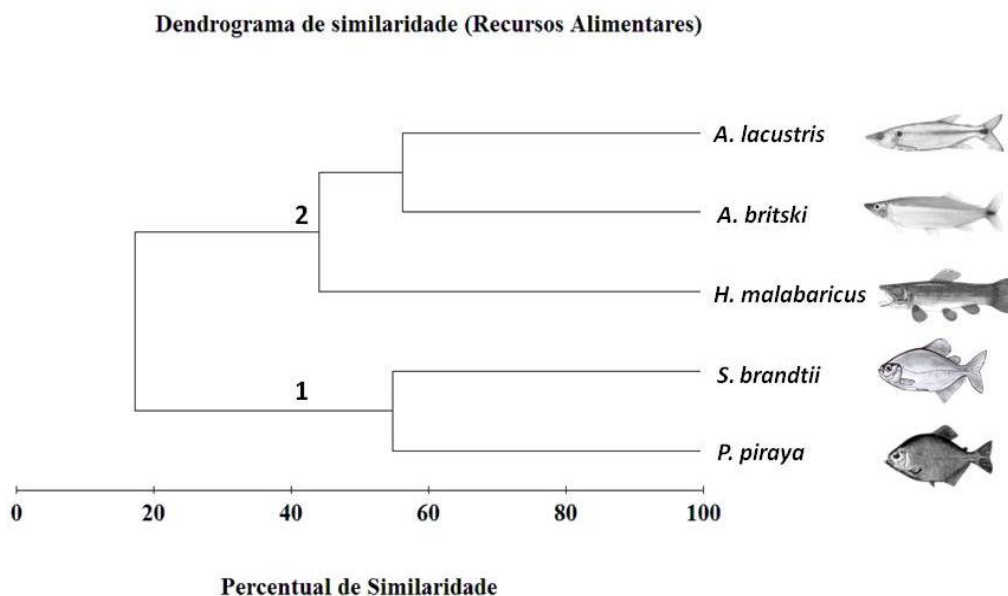 Dendrograma de similaridade (Recursos Alimentares)
A. lacustris
2
A. britski
H. malabaricus
S. brandtii
1
P. piraya
0 20 40 60 80 100
Percentual de Similaridade